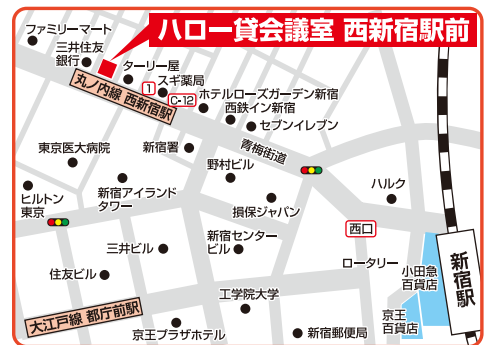 ハロー貸会議室 西新宿駅前
ファミリーマート
三井住友
銀行
ターリー屋
1
スギ薬局
C-12
丸ノ内線 西新宿駅
ホテルローズガーデン新宿
西鉄イン新宿
セブンイレブン
青梅街道
東京医大病院
新宿署
野村ビル
ハルク
ヒルトン
東京
新宿アイランド
タワー
損保ジャパン
西口
三井ビル
新宿センター
ビル
ロータリー
小田急
百貨店
新宿駅
住友ビル
工学院大学
京王
百貨店
大江戸線 都庁前駅
京王プラザホテル
新宿郵便局